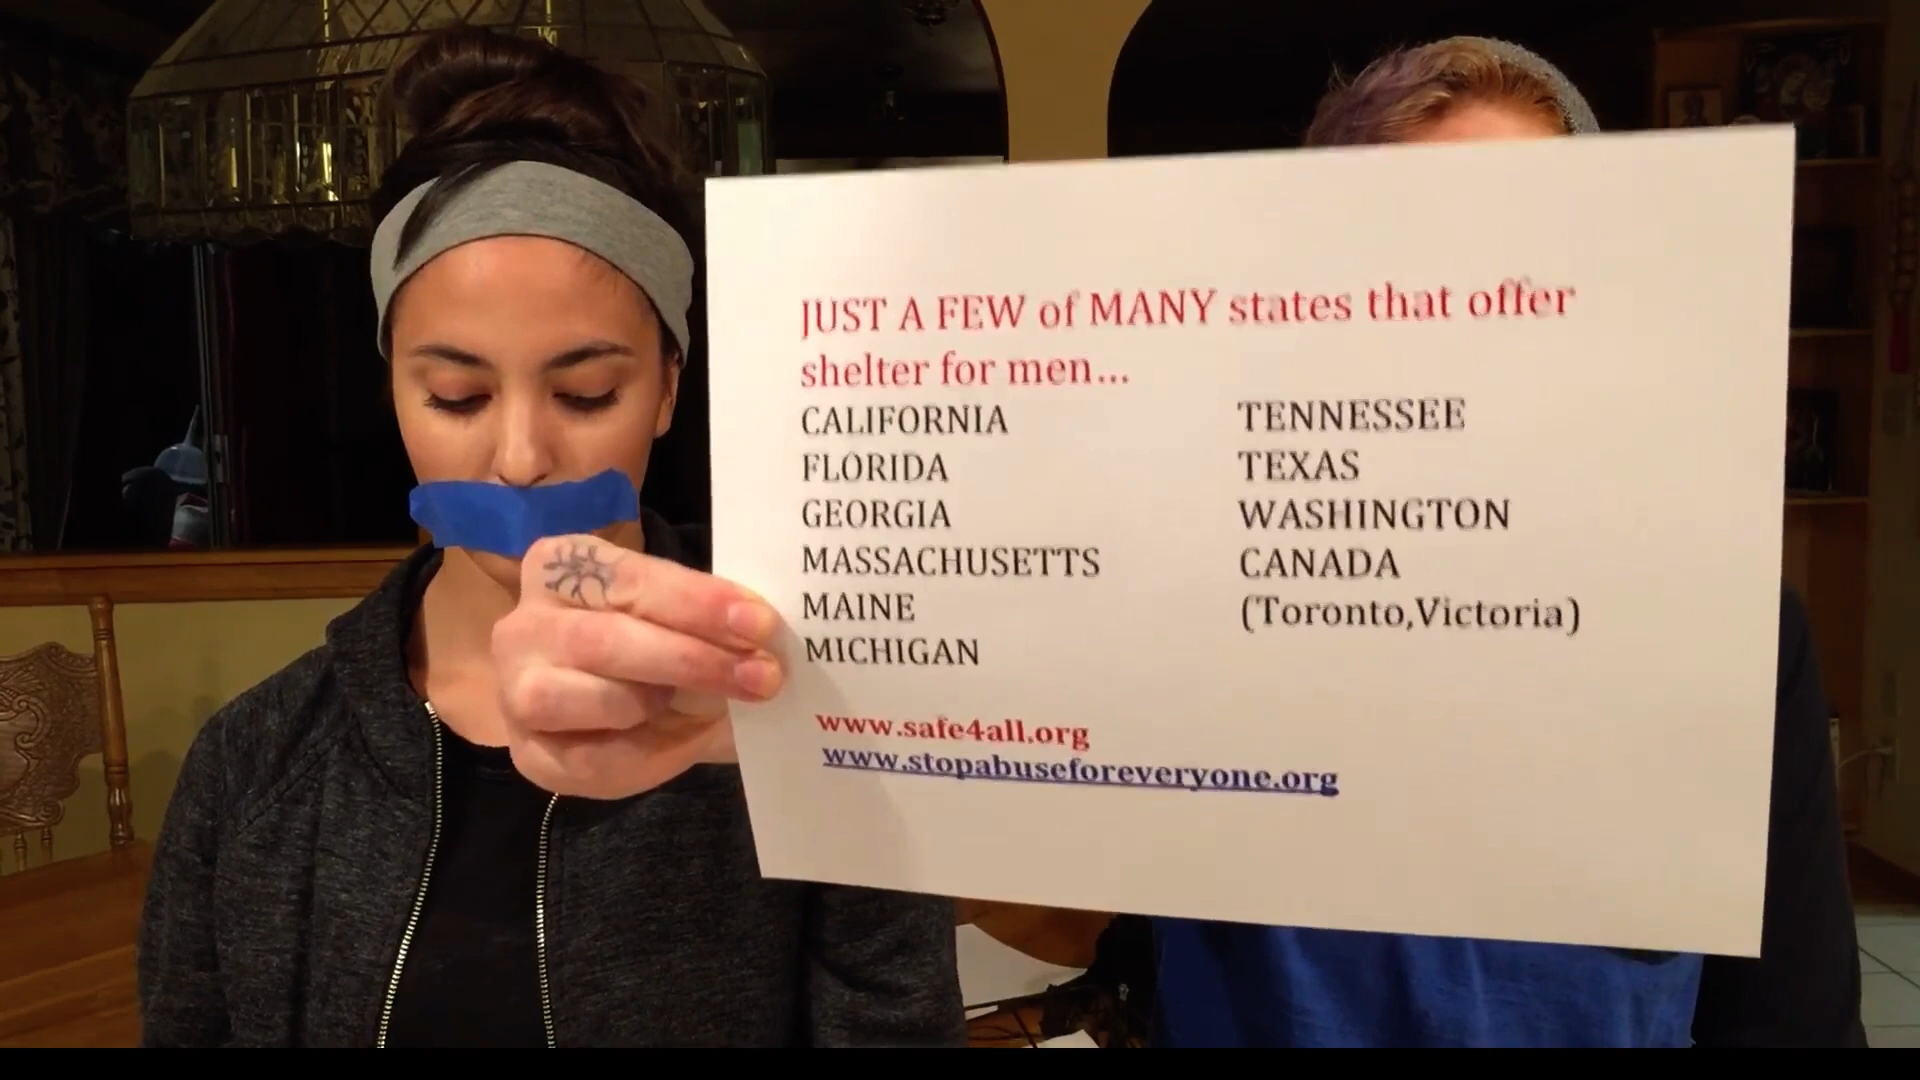 JUST A FEW of MANY states that offer
shelter for men...
CALIFORNIA
FLORIDA
GEORGIA
MASSACHUSETTS
MAINE
MICHIGAN
TENNESSEE
TEXAS
WASHINGTON
CANADA
(Toronto,Victoria)
www.safe4all.org
www.stopabuseforeveryone.org